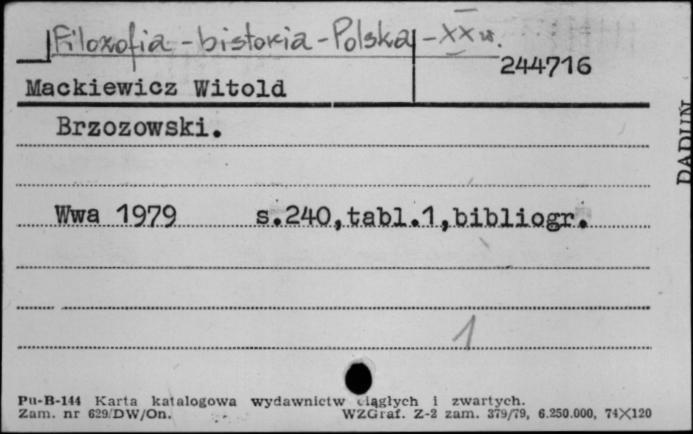 Filozofia - historia - Polska - XX w.
244716
Mackiewicz Witold
Brzozowski.
Wwa 1979 s.240,tabl.1,bibliogr.
1
Pu-B-144 Karta katalogowa wydawnictw ciągłych i zwartych.
Zam. nr 629/DW/On. WZGraf. Z-2 zam. 379/79, 6.250.000, 74X120
DADUN